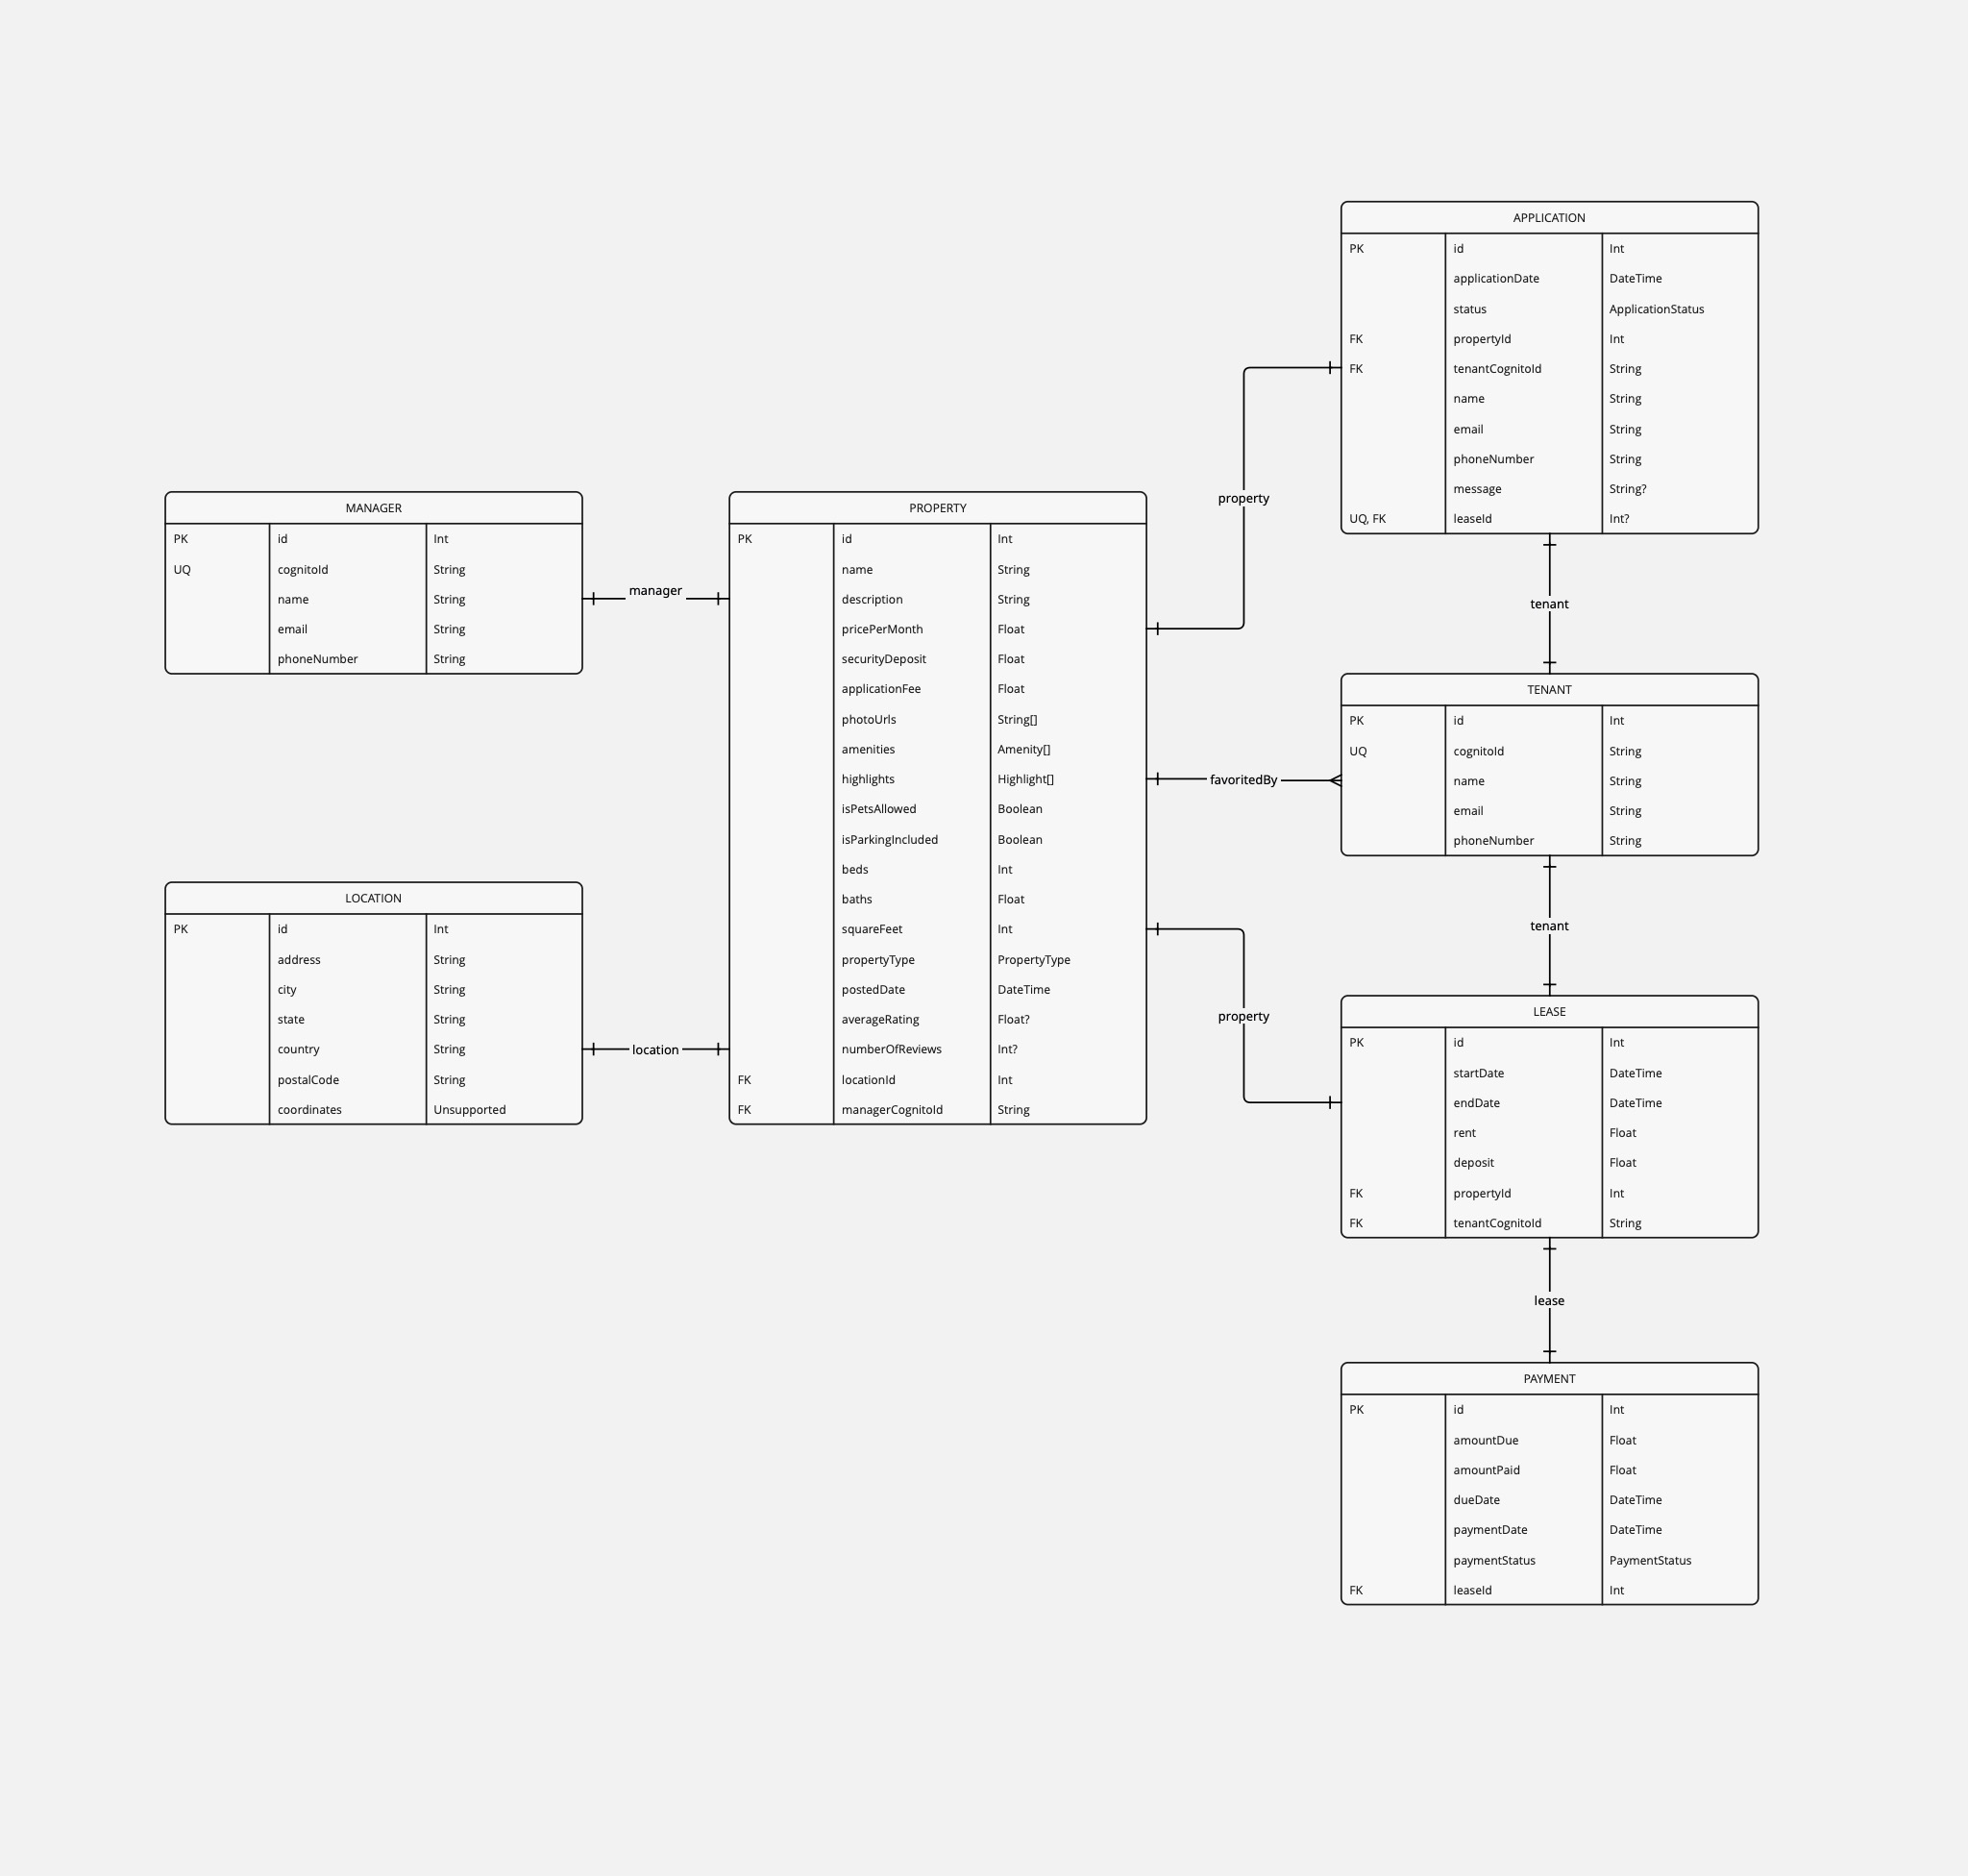 APPLICATION
PK id Int
applicationDate DateTime
status ApplicationStatus
FK propertyId Int
FK tenantCognitoId String
name String
email String
phoneNumber String
message String?
UQ, FK leaseId Int?
property
tenant
MANAGER
PK id Int
UQ cognitoId String
name String
email String
phoneNumber String
manager
PROPERTY
PK id Int
name String
description String
pricePerMonth Float
securityDeposit Float
applicationFee Float
photoUrls String[]
amenities Amenity[]
highlights Highlight[]
isPetsAllowed Boolean
isParkingIncluded Boolean
beds Int
baths Float
squareFeet Int
propertyType PropertyType
postedDate DateTime
averageRating Float?
numberOfReviews Int?
FK locationId Int
FK managerCognitoId String
favoritedBy
TENANT
PK id Int
UQ cognitoId String
name String
email String
phoneNumber String
tenant
LOCATION
PK id Int
address String
city String
state String
country String
postalCode String
coordinates Unsupported
location
property
LEASE
PK id Int
startDate DateTime
endDate DateTime
rent Float
deposit Float
FK propertyId Int
FK tenantCognitoId String
lease
PAYMENT
PK id Int
amountDue Float
amountPaid Float
dueDate DateTime
paymentDate DateTime
paymentStatus PaymentStatus
FK leaseId Int